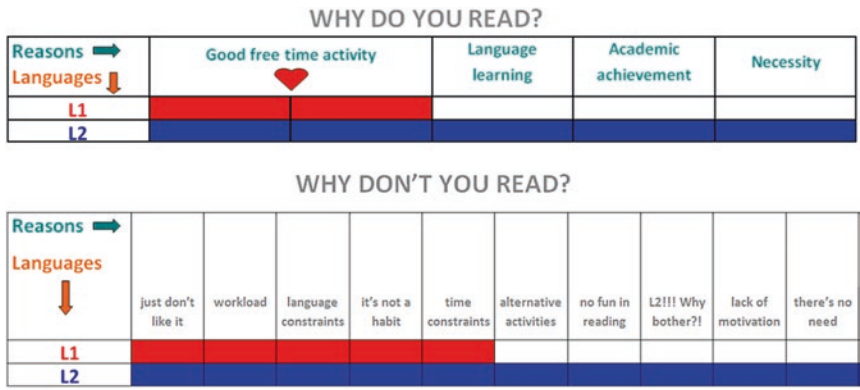 WHY DO YOU READ?
Reasons
Languages
Good free time activity
Language
learning
Academic
achievement
Necessity
L1
L2
WHY DON'T YOU READ?
Reasons
Languages
just don't
like it
workload
language
constraints
it's not a
habit
time
constraints
alternative
activities
no fun in
reading
L2!!! Why
bother?!
lack of
motivation
there's no
need
L1
L2